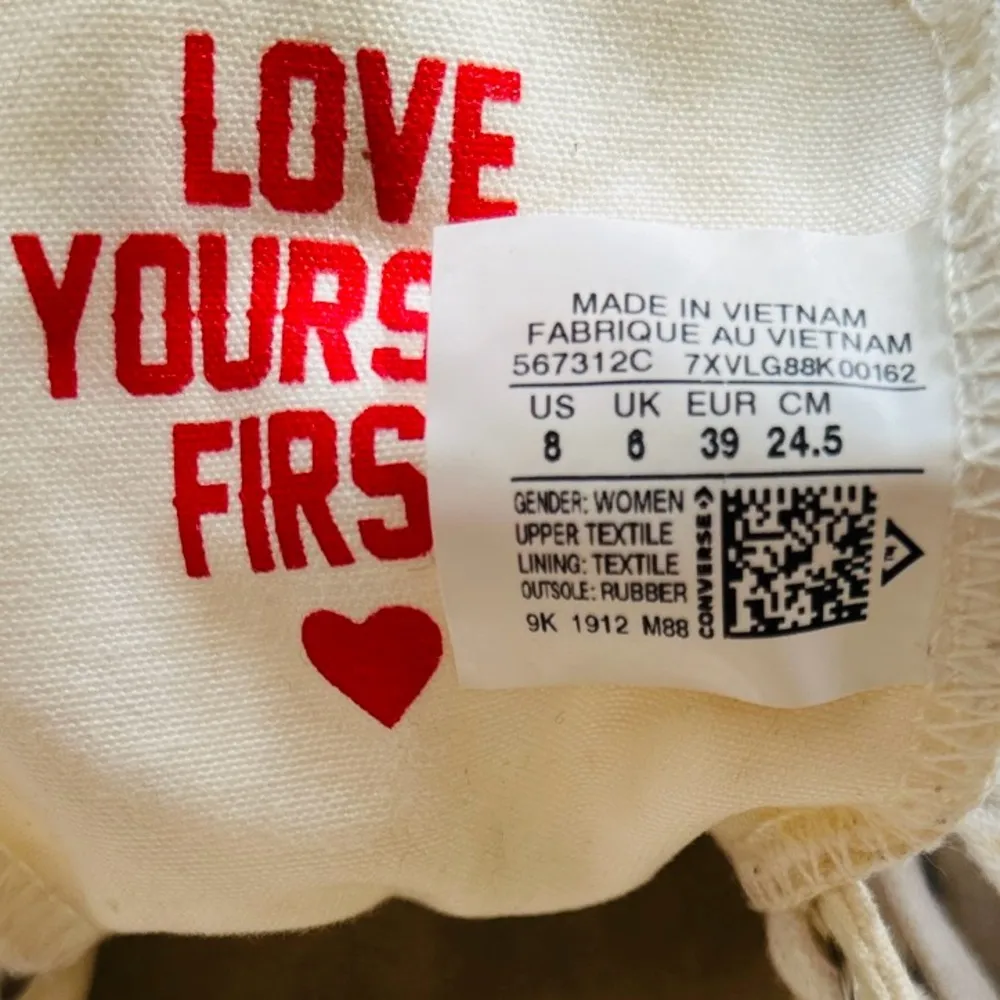 LOVE
YOURS
FIRS
MADE IN VIETNAM
FABRIQUE AU VIETNAM
567312C 7XVLG88K00162
US UK EUR CM
8 6 39 24.5
GENDER: WOMEN
UPPER TEXTILE
LINING: TEXTILE
OUTSOLE: RUBBER
9K 1912 M88
CONVERSE